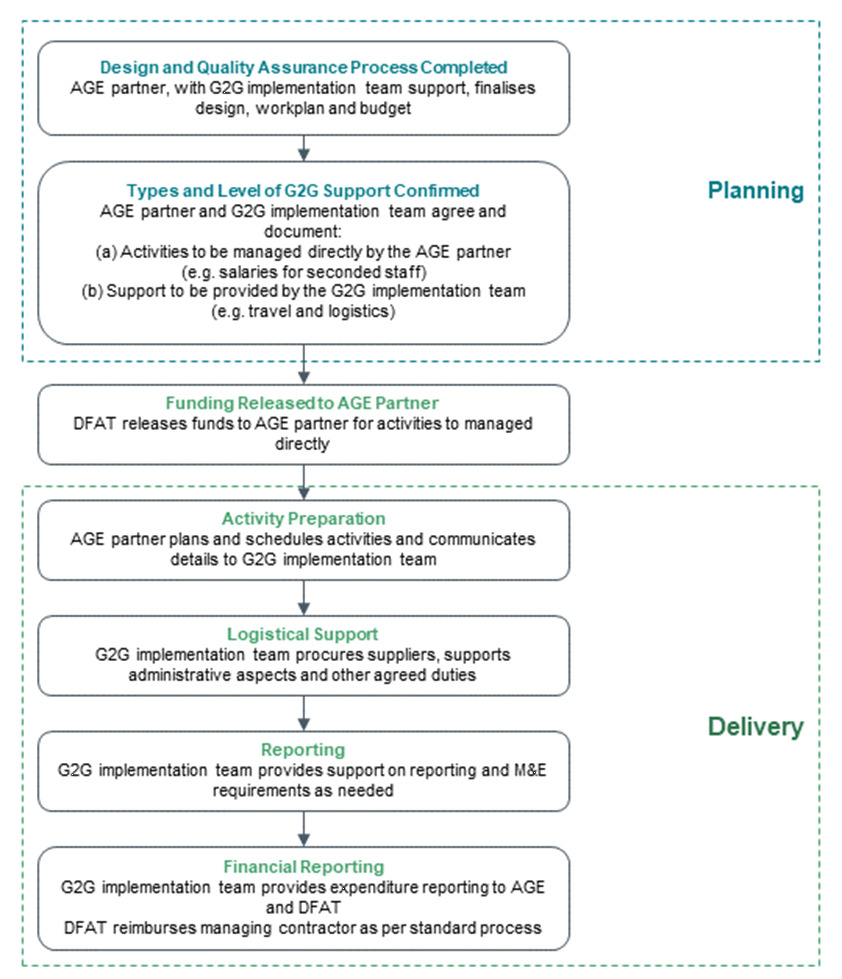 Design and Quality Assurance Process Completed
AGE partner, with G2G implementation team support, finalises
design, workplan and budget
Types and Level of G2G Support Confirmed
AGE partner and G2G implementation team agree and
document:
(a) Activities to be managed directly by the AGE partner
(e.g. salaries for seconded staff)
(b) Support to be provided by the G2G implementation team
(e.g. travel and logistics)
Planning
Funding Released to AGE Partner
DFAT releases funds to AGE partner for activities to managed
directly
Activity Preparation
AGE partner plans and schedules activities and communicates
details to G2G implementation team
Logistical Support
G2G implementation team procures suppliers, supports
administrative aspects and other agreed duties
Reporting
G2G implementation team provides support on reporting and M&E
requirements as needed
Financial Reporting
G2G implementation team provides expenditure reporting to AGE
and DFAT
DFAT reimburses managing contractor as per standard process
Delivery